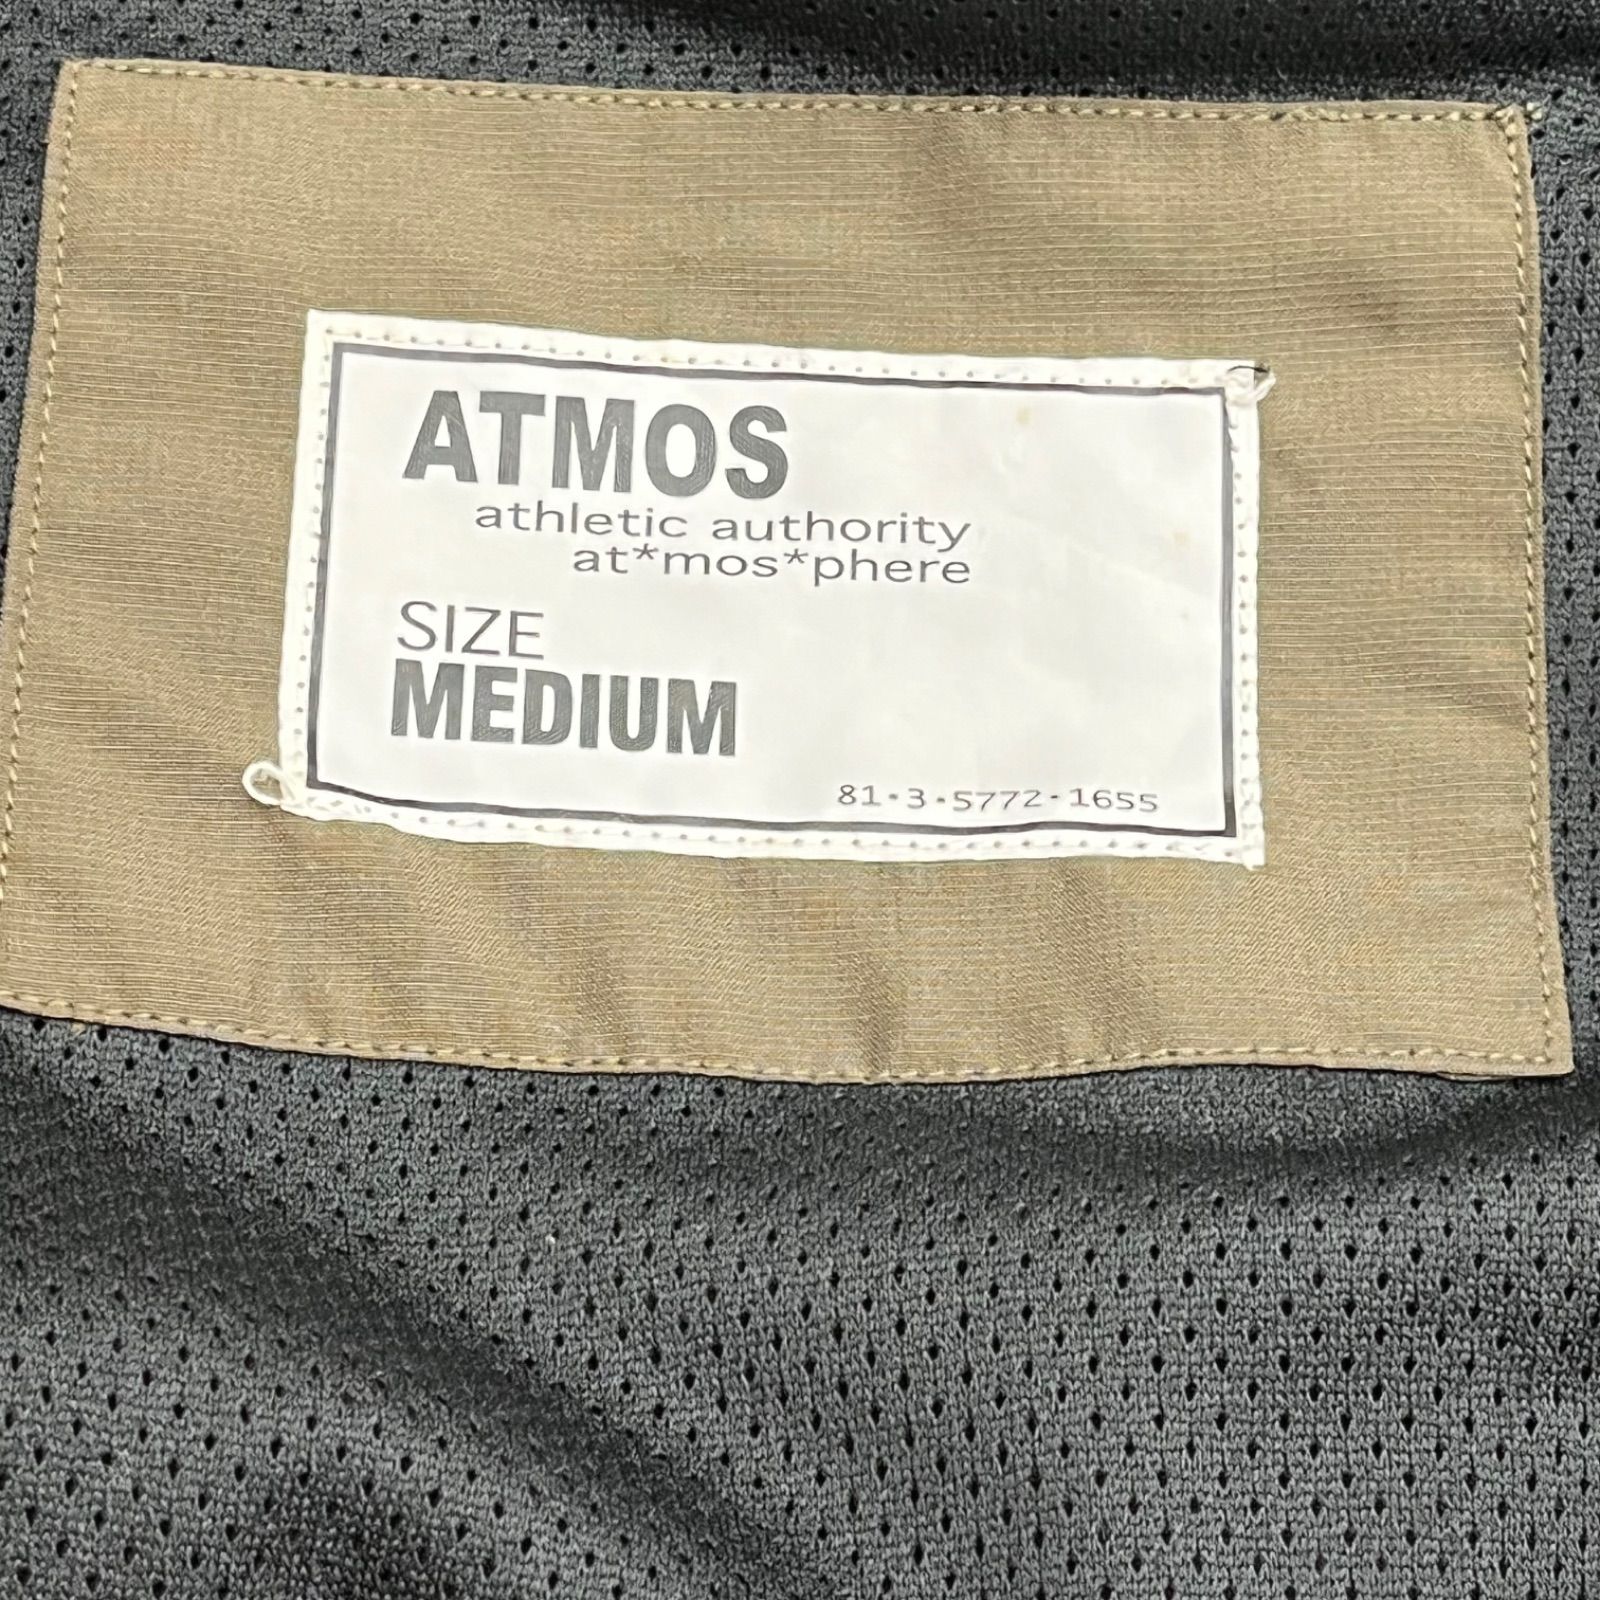 ATMOS
athletic authority
at*mos*phere
SIZE
MEDIUM
81・3・5772・1655